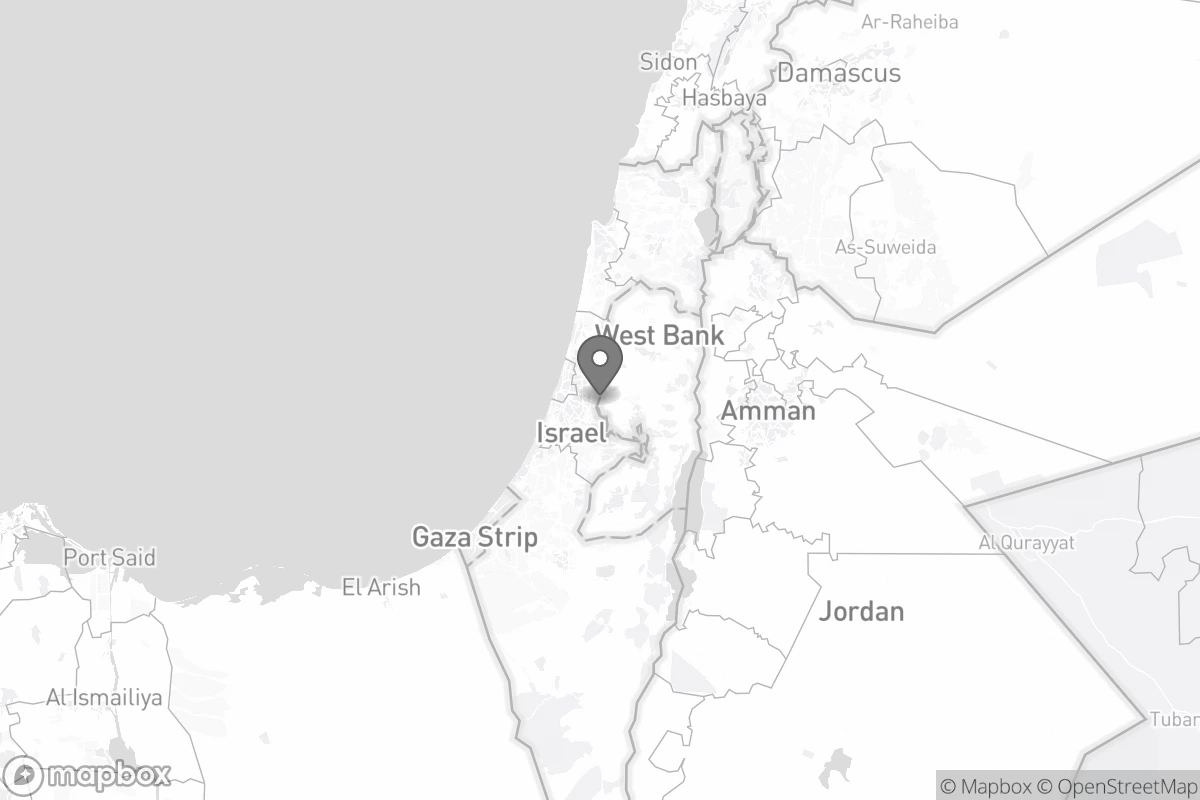 Ar-Raheiba
Sidon
Damascus
Hasbaya
As-Suweida
West Bank
Amman
Israel
Gaza Strip
Al Qurayyat
Port Said
El Arish
Jordan
Al Ismailiya
Tubar
mapbox
© Mapbox © OpenStreetMap